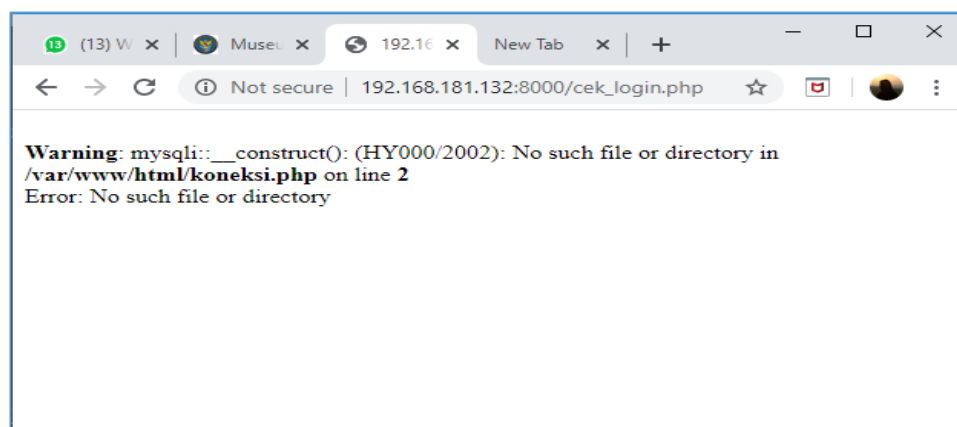 13 (13) W Museu 192.16 New Tab
Not secure | 192.168.181.132:8000/cek_login.php
Warning: mysqli::__construct(): (HY000/2002): No such file or directory in
/var/www/html/koneksi.php on line 2
Error: No such file or directory